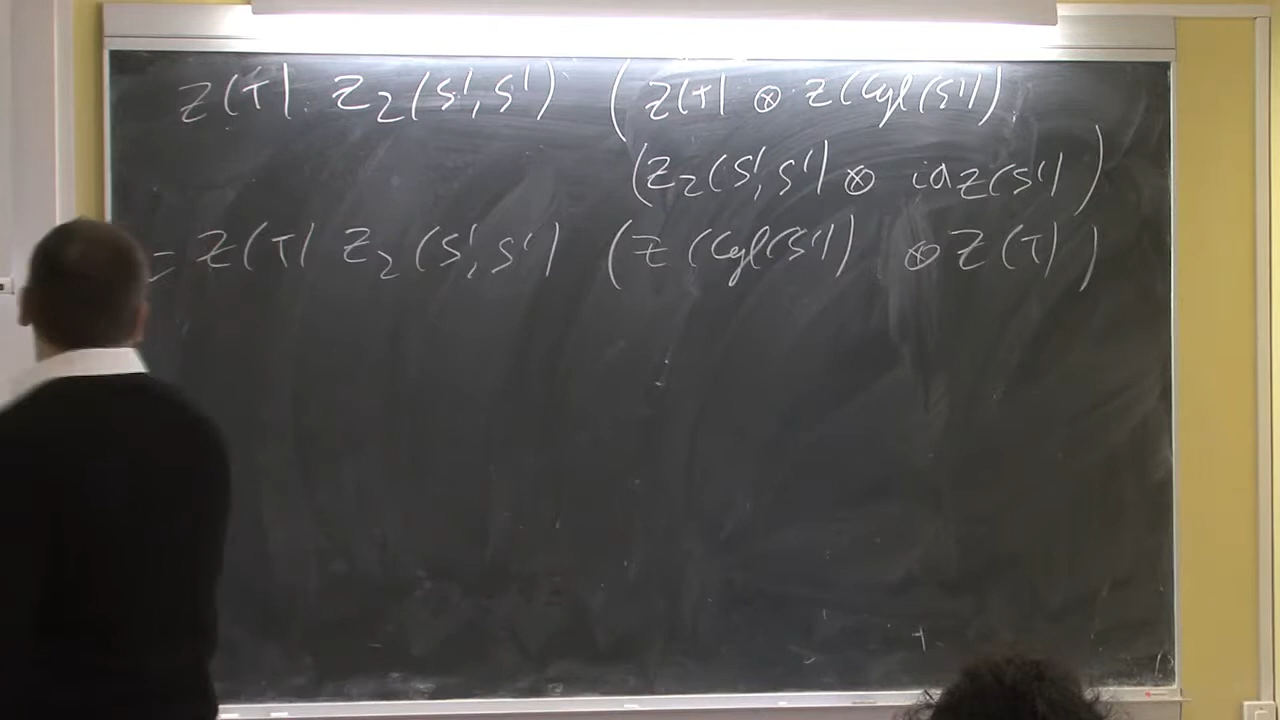 Z(T) Z₂(S¹,S¹) (Z(T) ⊗ Z(Cyl(S¹))
(Z₂(S¹,S¹) ⊗ id Z(S¹))
= Z(T) Z₂(S¹,S¹) (Z(Cyl(S¹)) ⊗ Z(T))